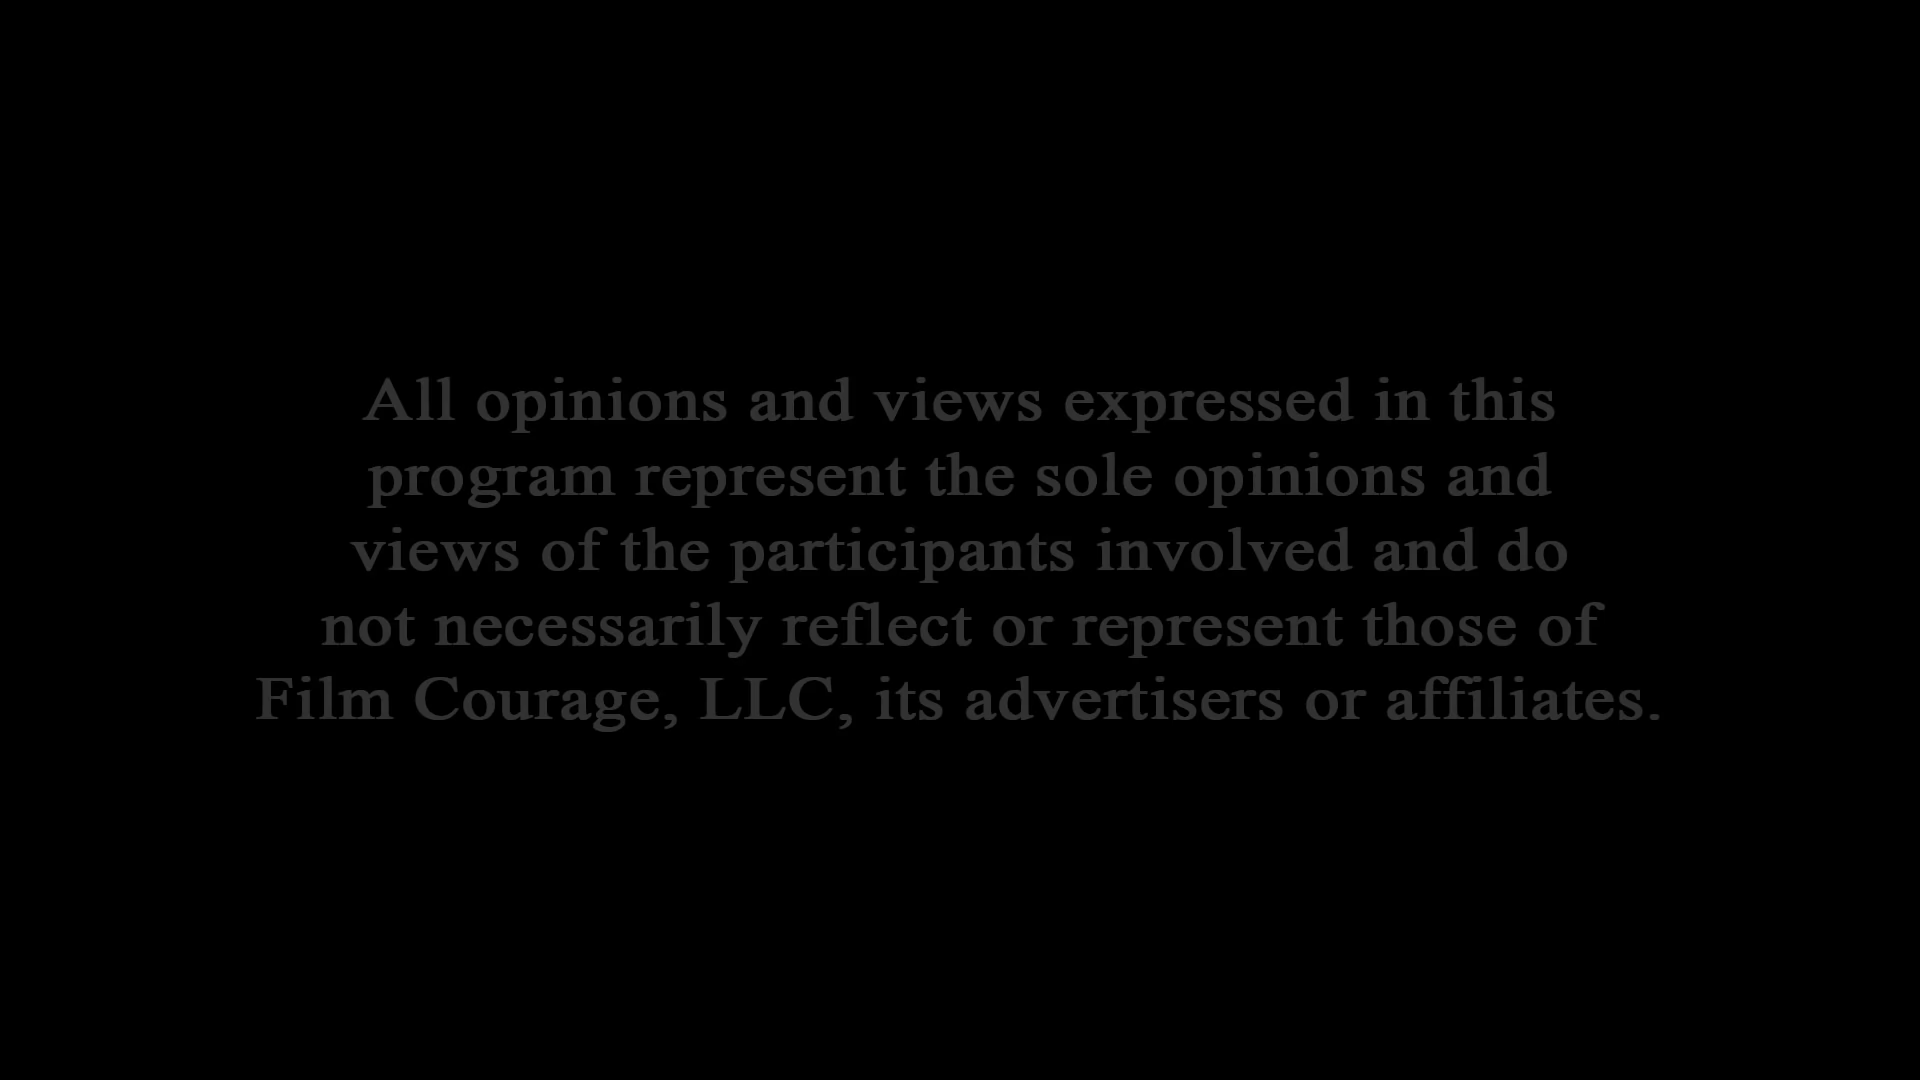 All opinions and views expressed in this
program represent the sole opinions and
views of the participants involved and do
not necessarily reflect or represent those of
Film Courage, LLC, its advertisers or affiliates.